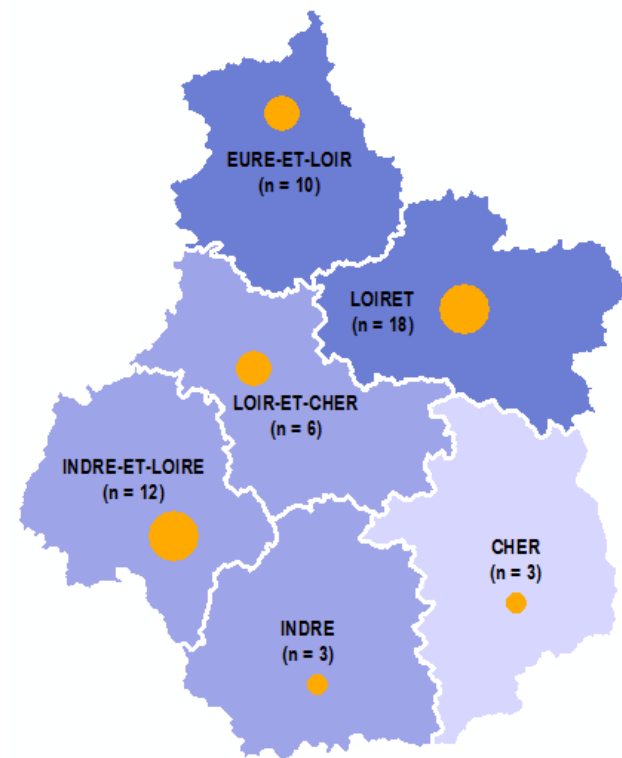 EURE-ET-LOIR
(n = 10)
LOIRET
(n = 18)
LOIR-ET-CHER
(n = 6)
INDRE-ET-LOIRE
(n = 12)
CHER
(n = 3)
INDRE
(n = 3)